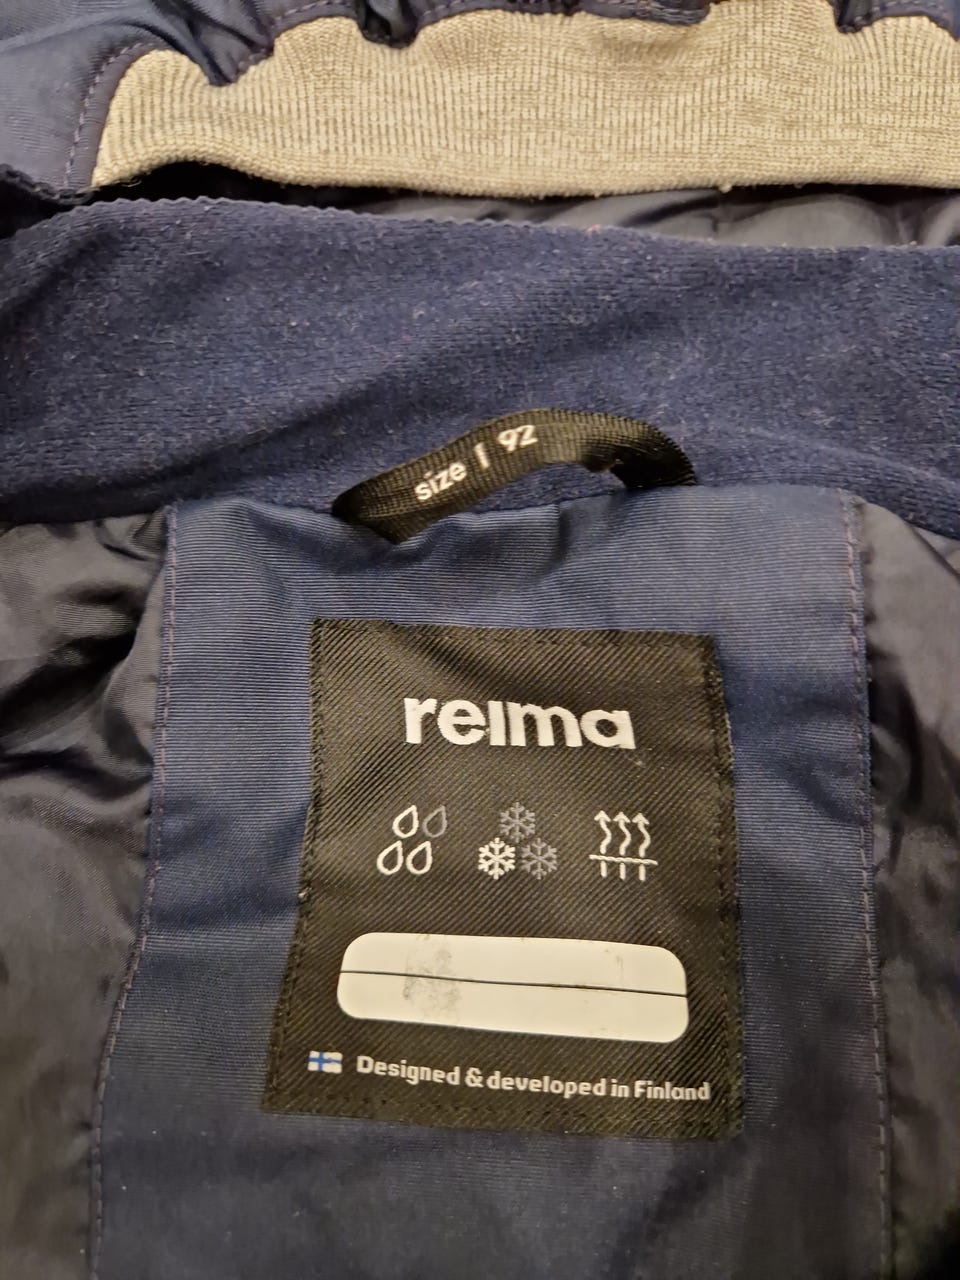 size | 92
reima
Designed & developed in Finland